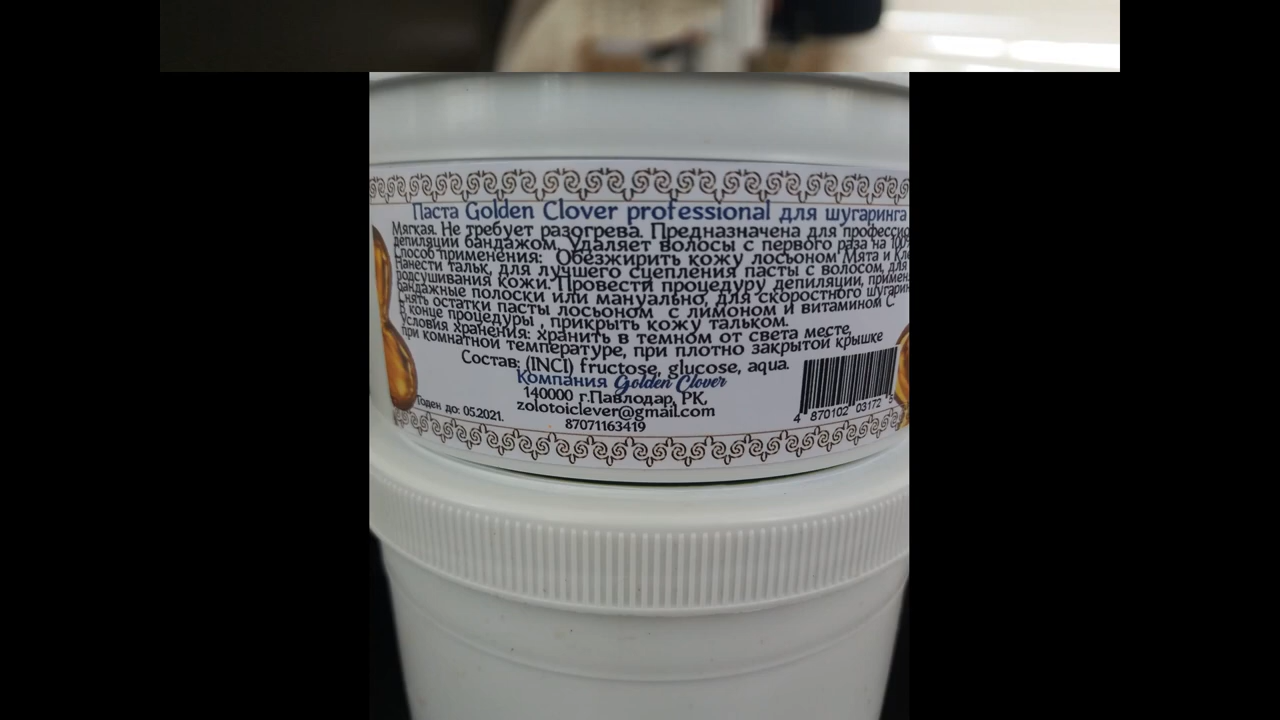 Паста Golden Clover professional для шугаринга
Мягкая. Не требует разогрева. Предназначена для
депиляции бандажом. Удаляет волосы с первого раза на 100%
Способ применения: Обезжирить кожу лосьоном Мята и
Нанести тальк, для лучшего сцепления пасты с волосом, для
подсушивания кожи. Провести процедуру депиляции,
бандажные полоски или мануально, для скоростного
Снять остатки пасты лосьоном с лимоном и витамином С
В конце процедуры , прикрыть кожу тальком.
Условия хранения: хранить в темном от света месте,
при комнатной температуре, при плотно закрытой крышке
Состав: (INCI) fructose, glucose, aqua.
Компания Golden Clover
140000 г.Павлодар, РК,
zolotoiclever@gmail.com
87071163419
Годен до: 05.2021.
4 870102 03172